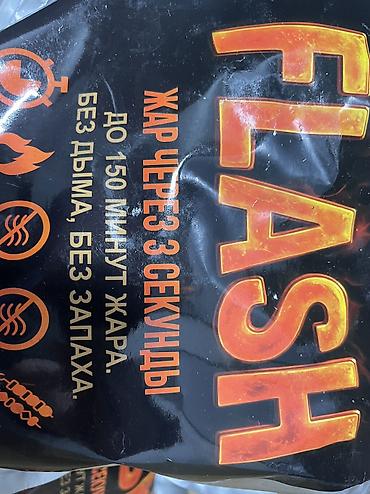 FLASH
ЖАР ЧЕРЕЗ 3 СЕКУНДЫ
ДО 150 МИНУТ ЖАРА.
БЕЗ ДЫМА, БЕЗ ЗАПАХА.